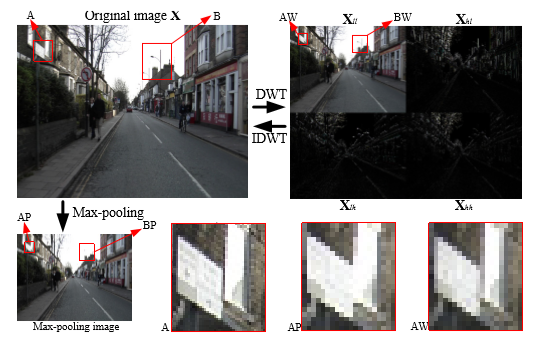 A
Original image X
B
AW
X_ll
BW
X_hl
DWT
IDWT
X_lh
X_hh
Max-pooling
AP
BP
Max-pooling image
A
AP
AW